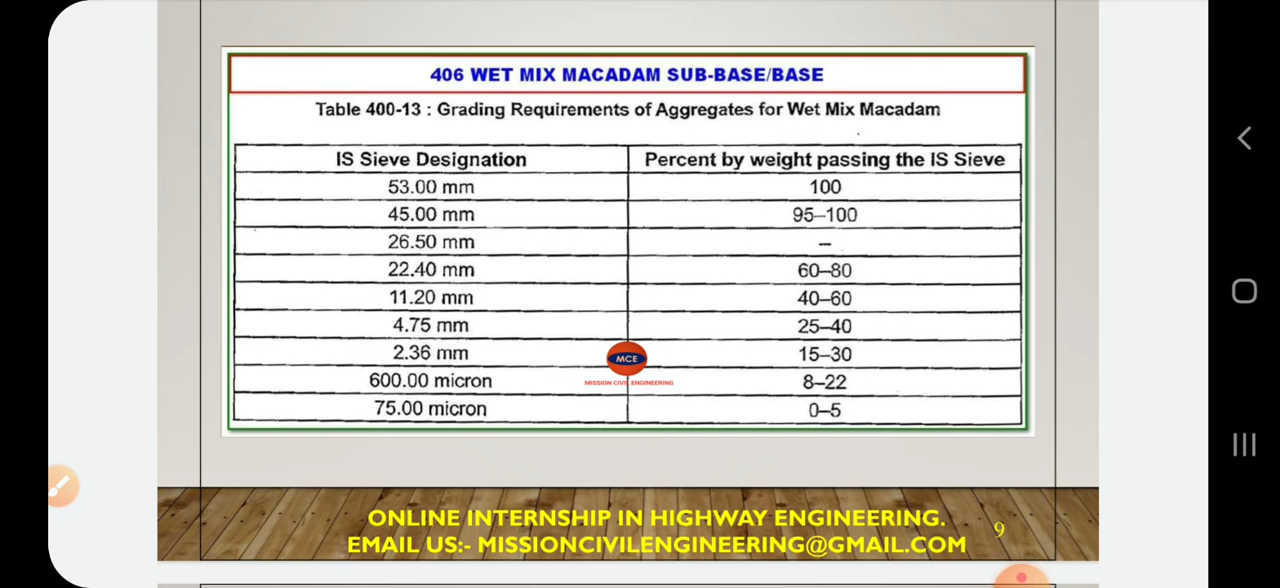 406 WET MIX MACADAM SUB-BASE/BASE
Table 400-13 : Grading Requirements of Aggregates for Wet Mix Macadam
IS Sieve Designation Percent by weight passing the IS Sieve
53.00 mm 100
45.00 mm 95–100
26.50 mm –
22.40 mm 60–80
11.20 mm 40–60
4.75 mm 25–40
2.36 mm 15–30
MCE
MISSION CIVIL ENGINEERING
600.00 micron 8–22
75.00 micron 0–5
ONLINE INTERNSHIP IN HIGHWAY ENGINEERING.
EMAIL US:- MISSIONCIVILENGINEERING@GMAIL.COM
9